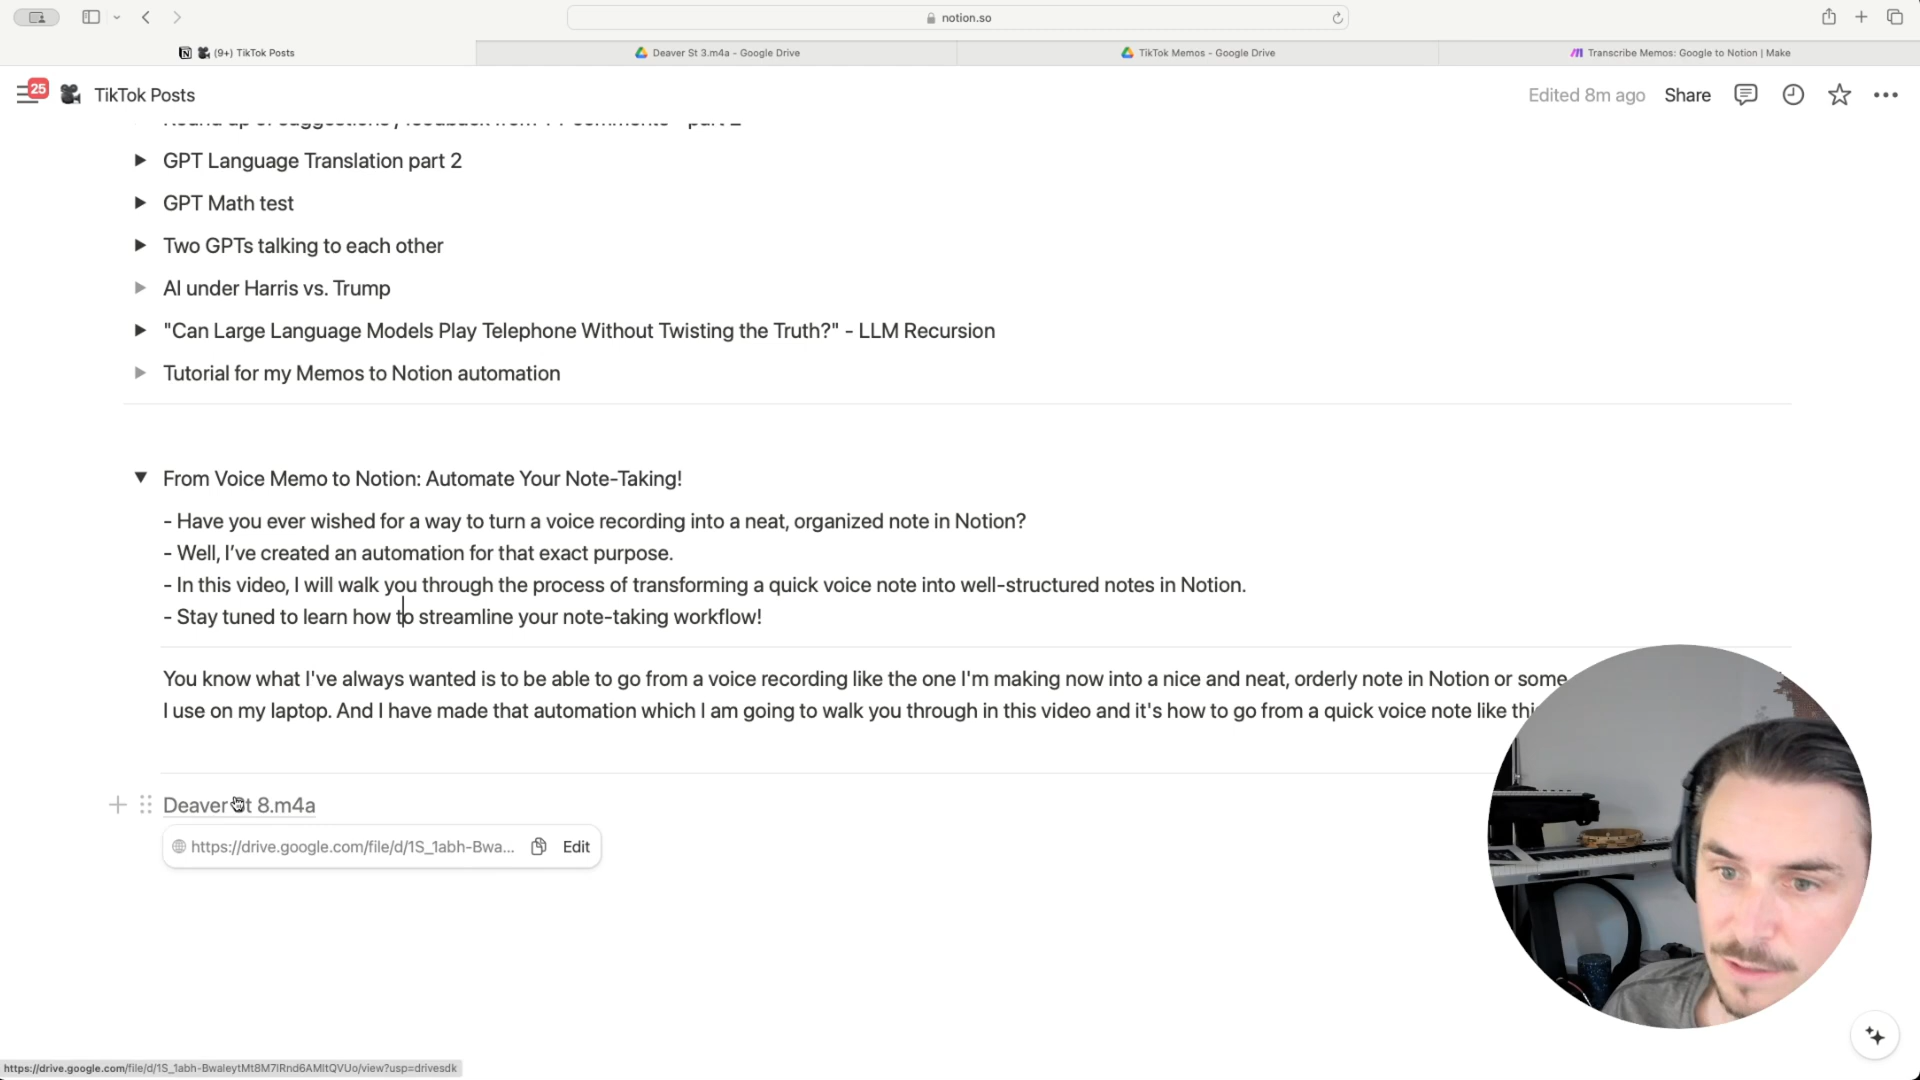 notion.so
(9+) TikTok Posts
Deaver St 3.m4a - Google Drive
TikTok Memos - Google Drive
Transcribe Memos: Google to Notion | Make
25
TikTok Posts
Edited 8m ago
Share
GPT Language Translation part 2
GPT Math test
Two GPTs talking to each other
AI under Harris vs. Trump
"Can Large Language Models Play Telephone Without Twisting the Truth?" - LLM Recursion
Tutorial for my Memos to Notion automation
From Voice Memo to Notion: Automate Your Note-Taking!
- Have you ever wished for a way to turn a voice recording into a neat, organized note in Notion?
- Well, I've created an automation for that exact purpose.
- In this video, I will walk you through the process of transforming a quick voice note into well-structured notes in Notion.
- Stay tuned to learn how to streamline your note-taking workflow!
You know what I've always wanted is to be able to go from a voice recording like the one I'm making now into a nice and neat, orderly note in Notion or some
I use on my laptop. And I have made that automation which I am going to walk you through in this video and it's how to go from a quick voice note like thi
Deaver St 8.m4a
https://drive.google.com/file/d/1S_1abh-Bwa...
Edit